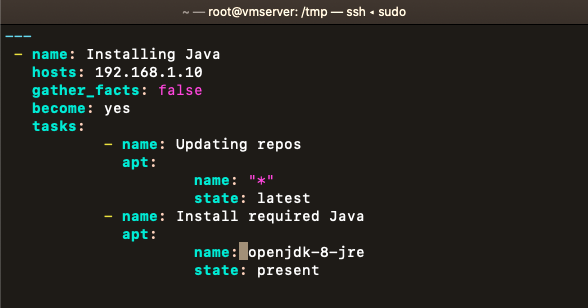 ~ — root@vmserver: /tmp — ssh ◂ sudo
---
- name: Installing Java
hosts: 192.168.1.10
gather_facts: false
become: yes
tasks:
- name: Updating repos
apt:
name: "*"
state: latest
- name: Install required Java
apt:
name: openjdk-8-jre
state: present